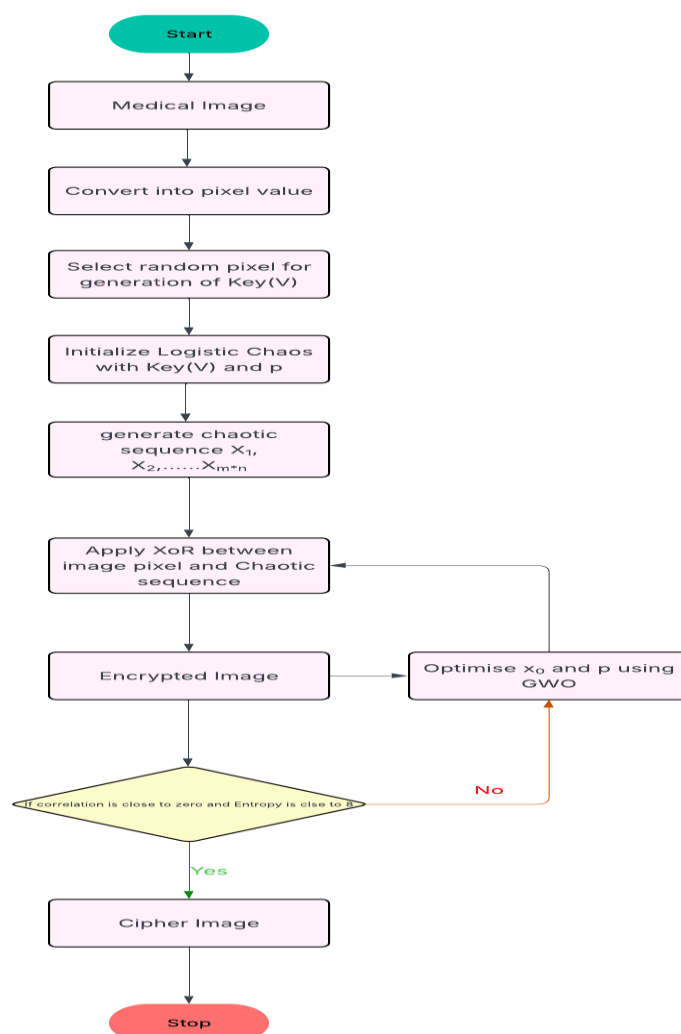 Start
Medical Image
Convert into pixel value
Select random pixel for
generation of Key(V)
Initialize Logistic Chaos
with Key(V) and p
generate chaotic
sequence X₁,
X₂,......Xₘ*ₙ
Apply XoR between
image pixel and Chaotic
sequence
Encrypted Image
Optimise x₀ and p using
GWO
If correlation is close to zero and Entropy is clse to 8
No
Yes
Cipher Image
Stop